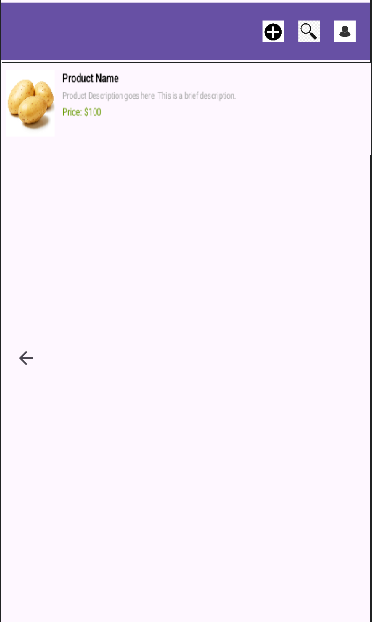 Product Name
Product Description goes here. This is a brief description.
Price: $100